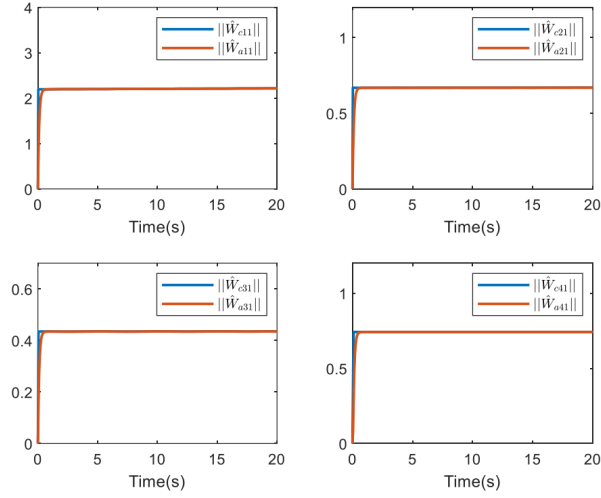 4
3
2
1
0
||Ŵc11||
||Ŵa11||
0 5 10 15 20
Time(s)
1
0.5
0
||Ŵc21||
||Ŵa21||
0 5 10 15 20
Time(s)
0.6
0.4
0.2
0
||Ŵc31||
||Ŵa31||
0 5 10 15 20
Time(s)
1
0.5
0
||Ŵc41||
||Ŵa41||
0 5 10 15 20
Time(s)